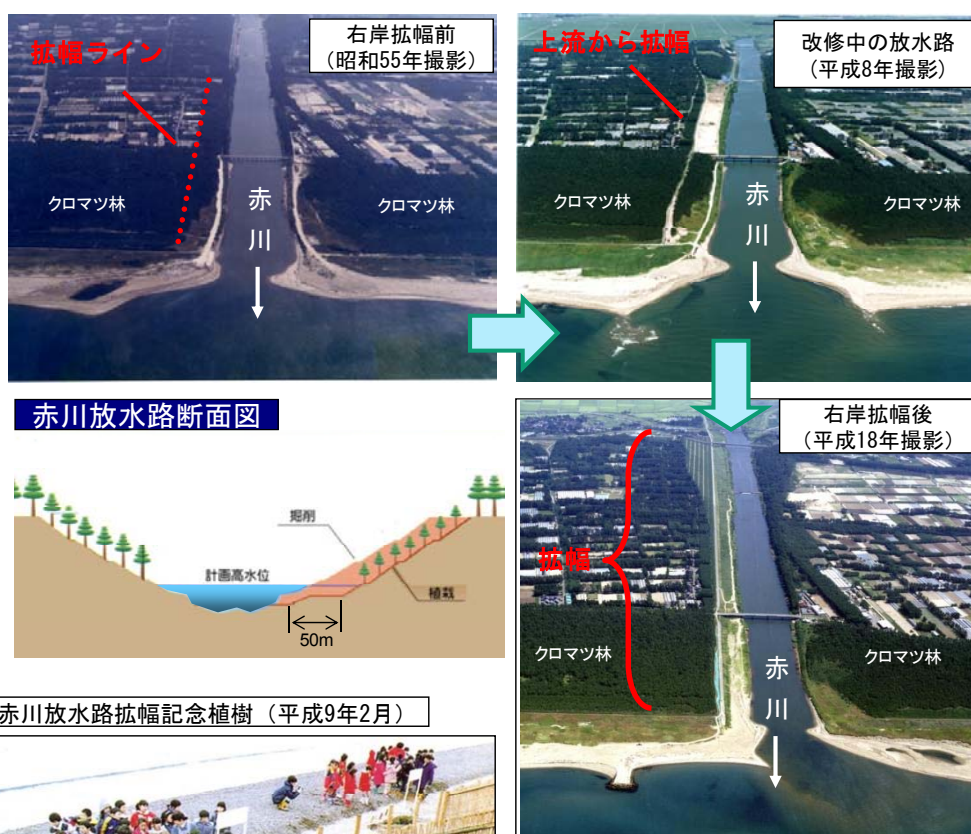 右岸拡幅前
(昭和55年撮影)
拡幅ライン
クロマツ林
赤
川
クロマツ林
改修中の放水路
(平成8年撮影)
上流から拡幅
クロマツ林
赤
川
クロマツ林
赤川放水路断面図
掘削
計画高水位
植栽
50m
右岸拡幅後
(平成18年撮影)
拡幅
クロマツ林
赤
川
クロマツ林
赤川放水路拡幅記念植樹(平成9年2月)